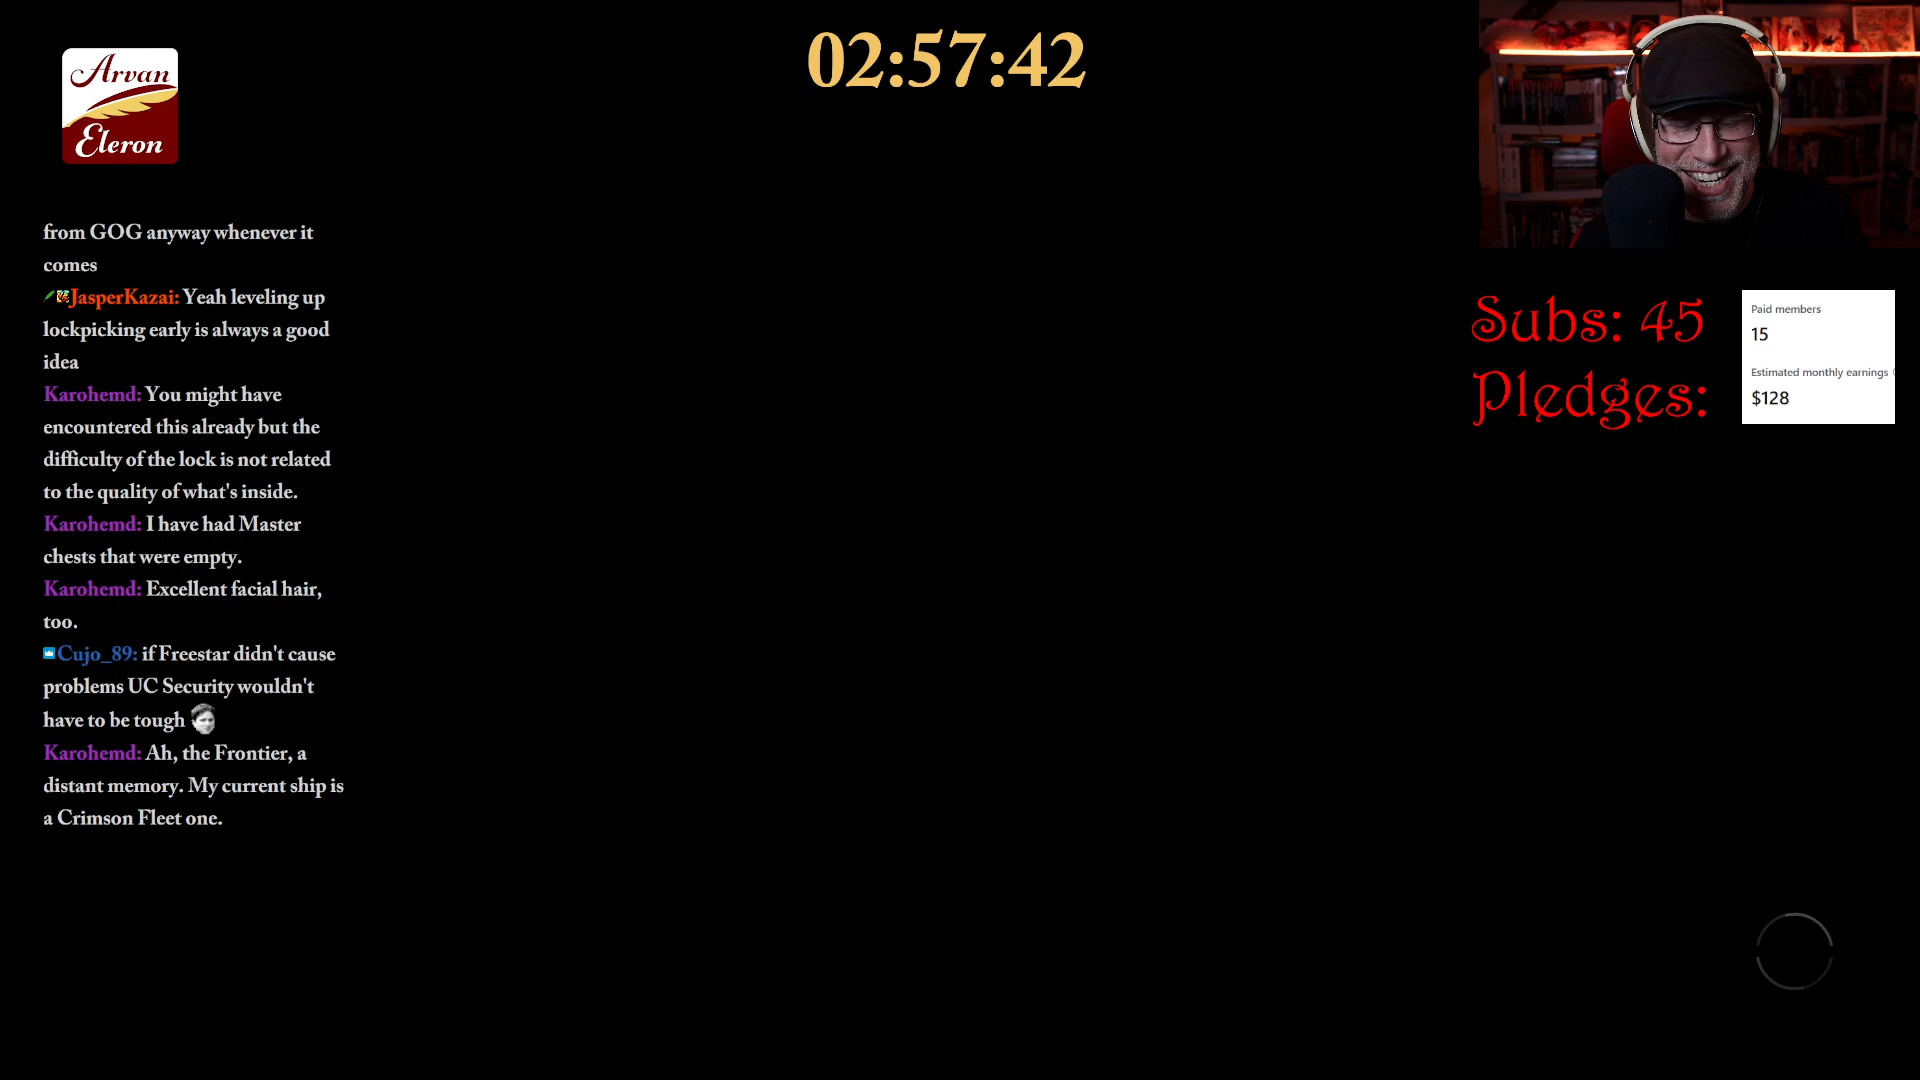 Arvan
Eleron
02:57:42
from GOG anyway whenever it
comes
JasperKazai: Yeah leveling up
lockpicking early is always a good
idea
Karohemd: You might have
encountered this already but the
difficulty of the lock is not related
to the quality of what's inside.
Karohemd: I have had Master
chests that were empty.
Karohemd: Excellent facial hair,
too.
Cujo_89: if Freestar didn't cause
problems UC Security wouldn't
have to be tough
Karohemd: Ah, the Frontier, a
distant memory. My current ship is
a Crimson Fleet one.
Subs: 45
Pledges:
Paid members
15
Estimated monthly earnings
$128